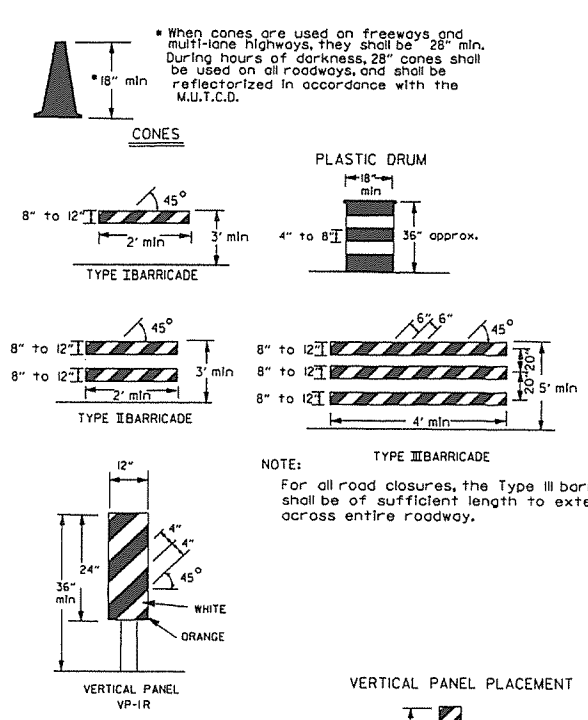 * When cones are used on freeways and
multi-lane highways, they shall be 28" min.
During hours of darkness, 28" cones shall
be used on all roadways, and shall be
reflectorized in accordance with the
M.U.T.C.D.
*18" min
CONES
PLASTIC DRUM
18"
min
4" to 8"
36" approx.
45°
8" to 12"
2' min
3' min
TYPE I BARRICADE
45°
8" to 12"
8" to 12"
2' min
3' min
TYPE II BARRICADE
6" 6"
45°
8" to 12"
8" to 12"
8" to 12"
20" 20"
5' min
4' min
TYPE III BARRICADE
NOTE:
For all road closures, the Type III bar
shall be of sufficient length to exte
across entire roadway.
12"
4"
4"
45°
24"
36"
min
WHITE
ORANGE
VERTICAL PANEL
VP-1R
VERTICAL PANEL PLACEMENT